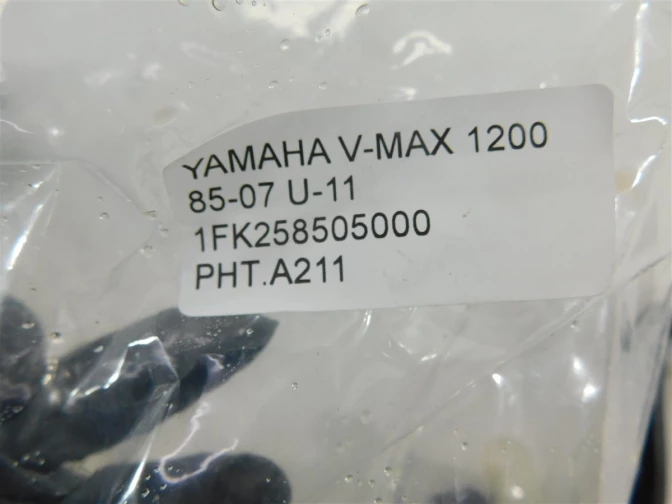 YAMAHA V-MAX 1200
85-07 U-11
1FK258505000
PHT.A211